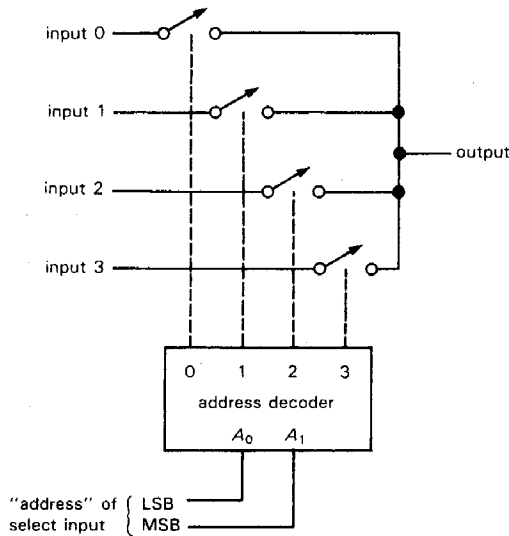 input 0
input 1
output
input 2
input 3
0 1 2 3
address decoder
A₀ A₁
"address" of { LSB
select input { MSB